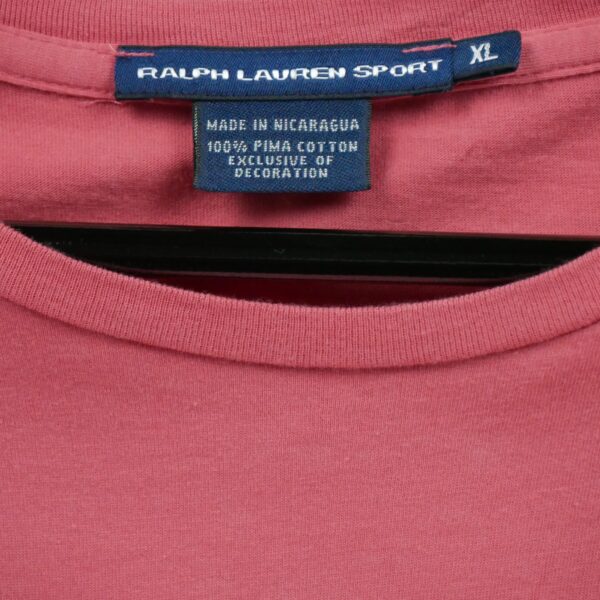 RALPH LAUREN SPORT XL
MADE IN NICARAGUA
100% PIMA COTTON
EXCLUSIVE OF
DECORATION